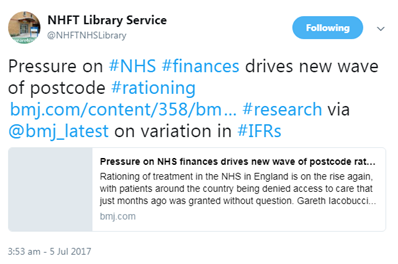 NHFT Library Service
@NHFTNHSLibrary
Following
Pressure on #NHS #finances drives new wave
of postcode #rationing
bmj.com/content/358/bm... #research via
@bmj_latest on variation in #IFRs
Pressure on NHS finances drives new wave of postcode rat...
Rationing of treatment in the NHS in England is on the rise again,
with patients around the country being denied access to care that
just months ago was granted without question. Gareth Iacobucci...
bmj.com
3:53 am - 5 Jul 2017